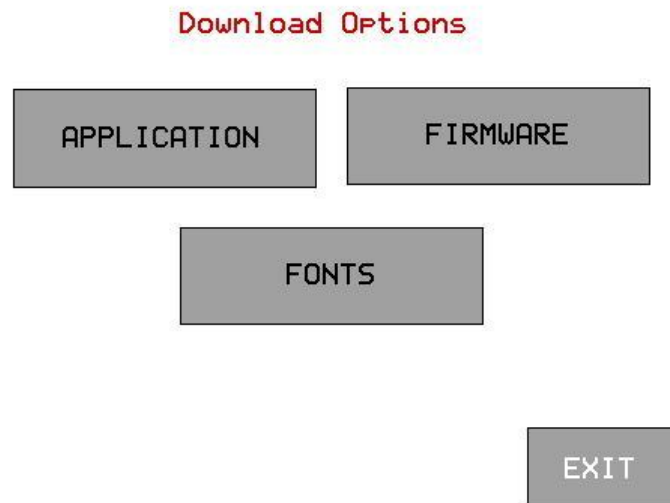 Download Options
APPLICATION
FIRMWARE
FONTS
EXIT